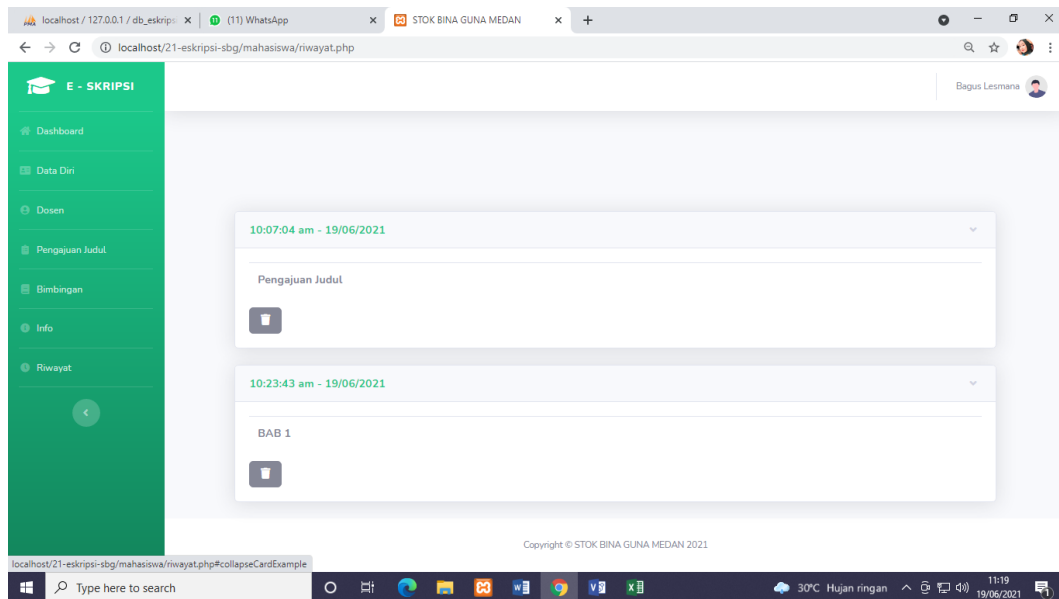 localhost / 127.0.0.1 / db_eskrips
(11) WhatsApp
STOK BINA GUNA MEDAN
localhost/21-eskripsi-sbg/mahasiswa/riwayat.php
E - SKRIPSI
Bagus Lesmana
Dashboard
Data Diri
Dosen
Pengajuan Judul
Bimbingan
Info
Riwayat
10:07:04 am - 19/06/2021
Pengajuan Judul
10:23:43 am - 19/06/2021
BAB 1
Copyright © STOK BINA GUNA MEDAN 2021
localhost/21-eskripsi-sbg/mahasiswa/riwayat.php#collapseCardExample
Type here to search
30°C Hujan ringan
11:19
19/06/2021